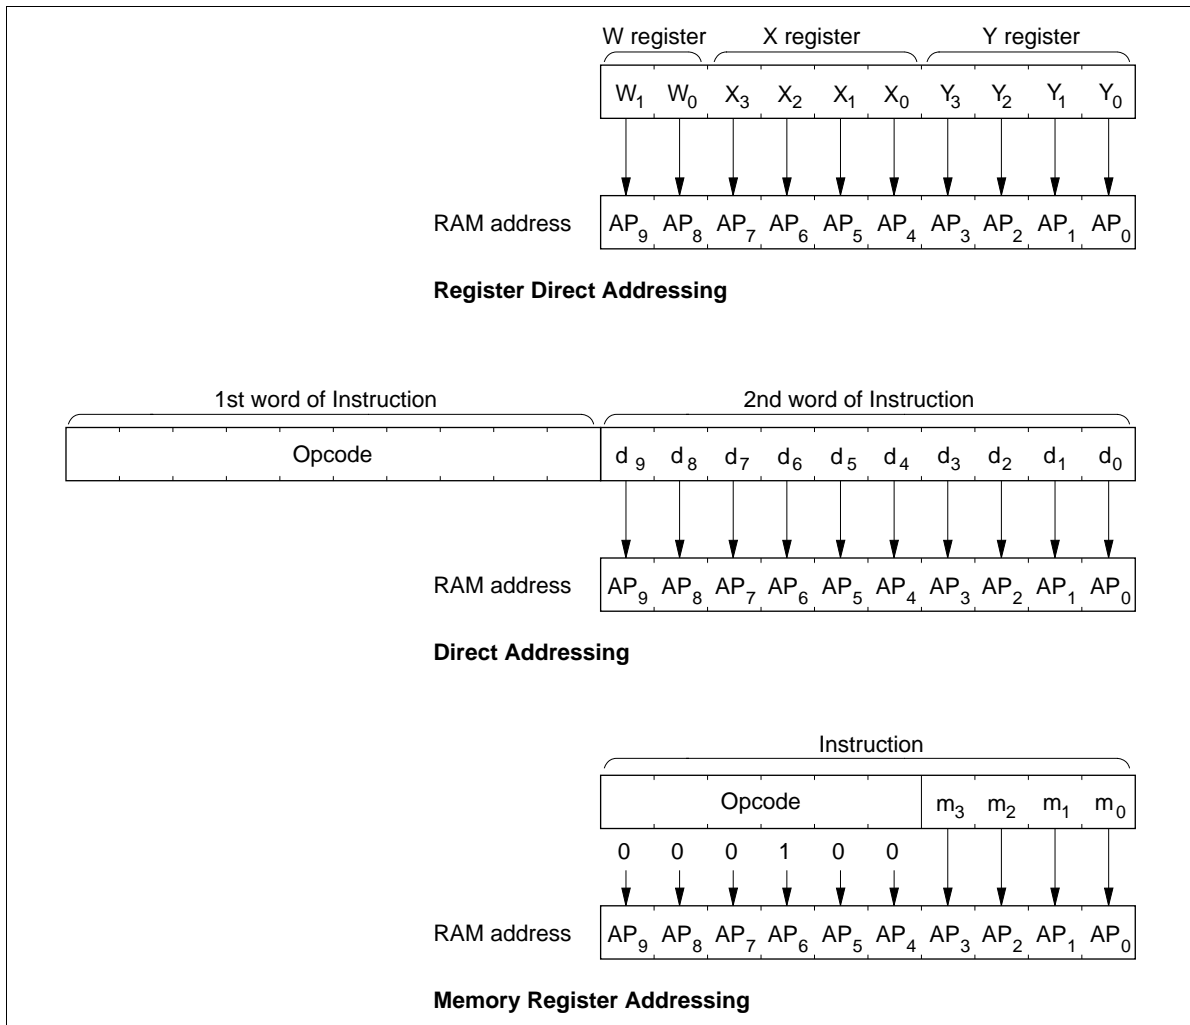 W register X register Y register
W1 W0 X3 X2 X1 X0 Y3 Y2 Y1 Y0
RAM address AP9 AP8 AP7 AP6 AP5 AP4 AP3 AP2 AP1 AP0
Register Direct Addressing
1st word of Instruction 2nd word of Instruction
Opcode d9 d8 d7 d6 d5 d4 d3 d2 d1 d0
RAM address AP9 AP8 AP7 AP6 AP5 AP4 AP3 AP2 AP1 AP0
Direct Addressing
Instruction
Opcode m3 m2 m1 m0
0 0 0 1 0 0
RAM address AP9 AP8 AP7 AP6 AP5 AP4 AP3 AP2 AP1 AP0
Memory Register Addressing